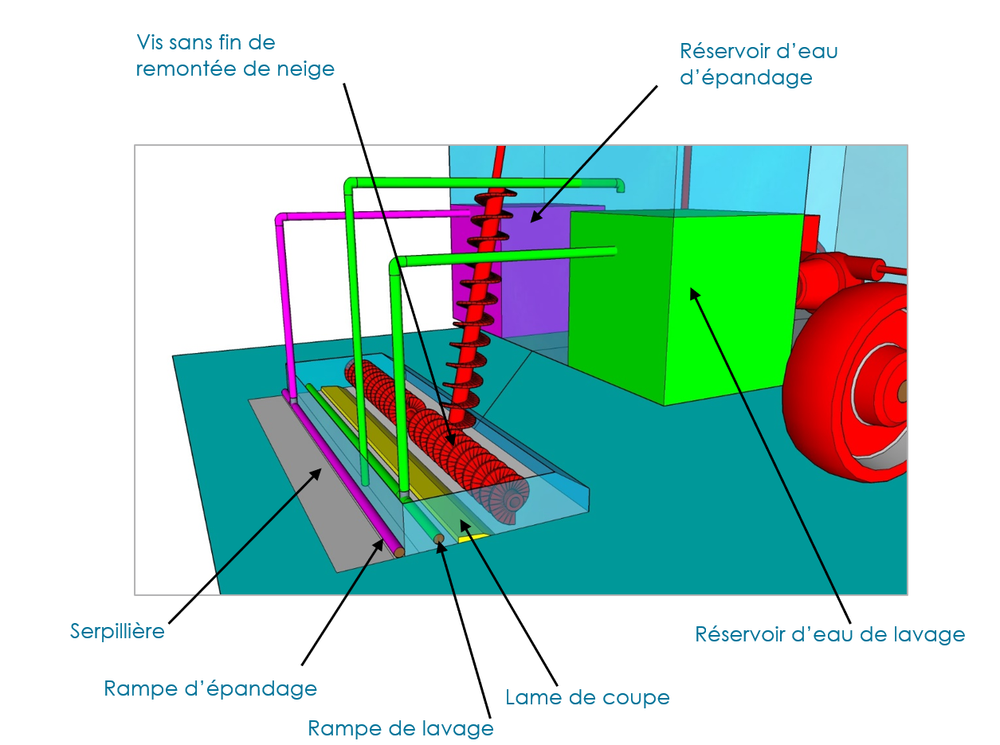 Vis sans fin de
remontée de neige
Réservoir d’eau
d’épandage
Serpillière
Réservoir d’eau de lavage
Rampe d’épandage
Lame de coupe
Rampe de lavage